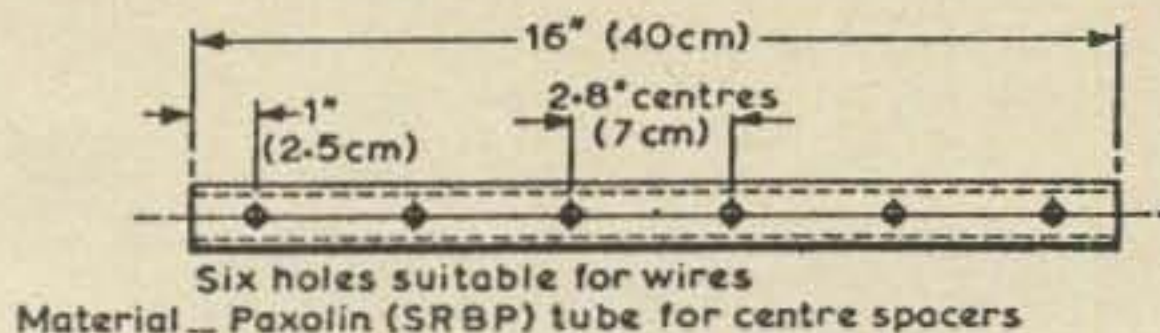 16" (40cm)
1"
(2·5cm)
2·8" centres
(7cm)
Six holes suitable for wires
Material _ Paxolin (SRBP) tube for centre spacers